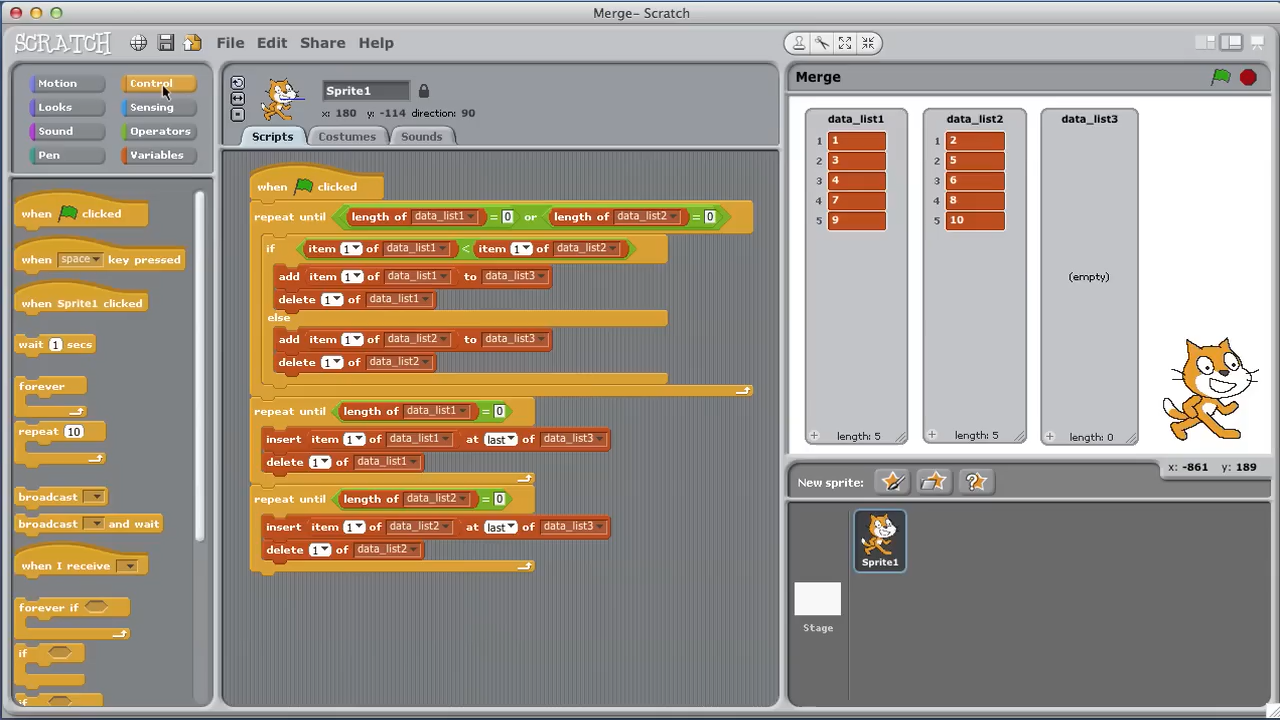 Merge- Scratch
SCRATCH File Edit Share Help
Motion Control
Looks Sensing
Sound Operators
Pen Variables
when clicked
when space key pressed
when Sprite1 clicked
wait 1 secs
forever
repeat 10
broadcast
broadcast and wait
when I receive
forever if
if
if
Sprite1
x: 180 y: -114 direction: 90
Scripts Costumes Sounds
when clicked
repeat until length of data_list1 = 0 or length of data_list2 = 0
if item 1 of data_list1 < item 1 of data_list2
add item 1 of data_list1 to data_list3
delete 1 of data_list1
else
add item 1 of data_list2 to data_list3
delete 1 of data_list2
repeat until length of data_list1 = 0
insert item 1 of data_list1 at last of data_list3
delete 1 of data_list1
repeat until length of data_list2 = 0
insert item 1 of data_list2 at last of data_list3
delete 1 of data_list2
Merge
data_list1
1 1
2 3
3 4
4 7
5 9
+ length: 5
data_list2
1 2
2 5
3 6
4 8
5 10
+ length: 5
data_list3
(empty)
+ length: 0
x: -861 y: 189
New sprite: ?
Sprite1
Stage